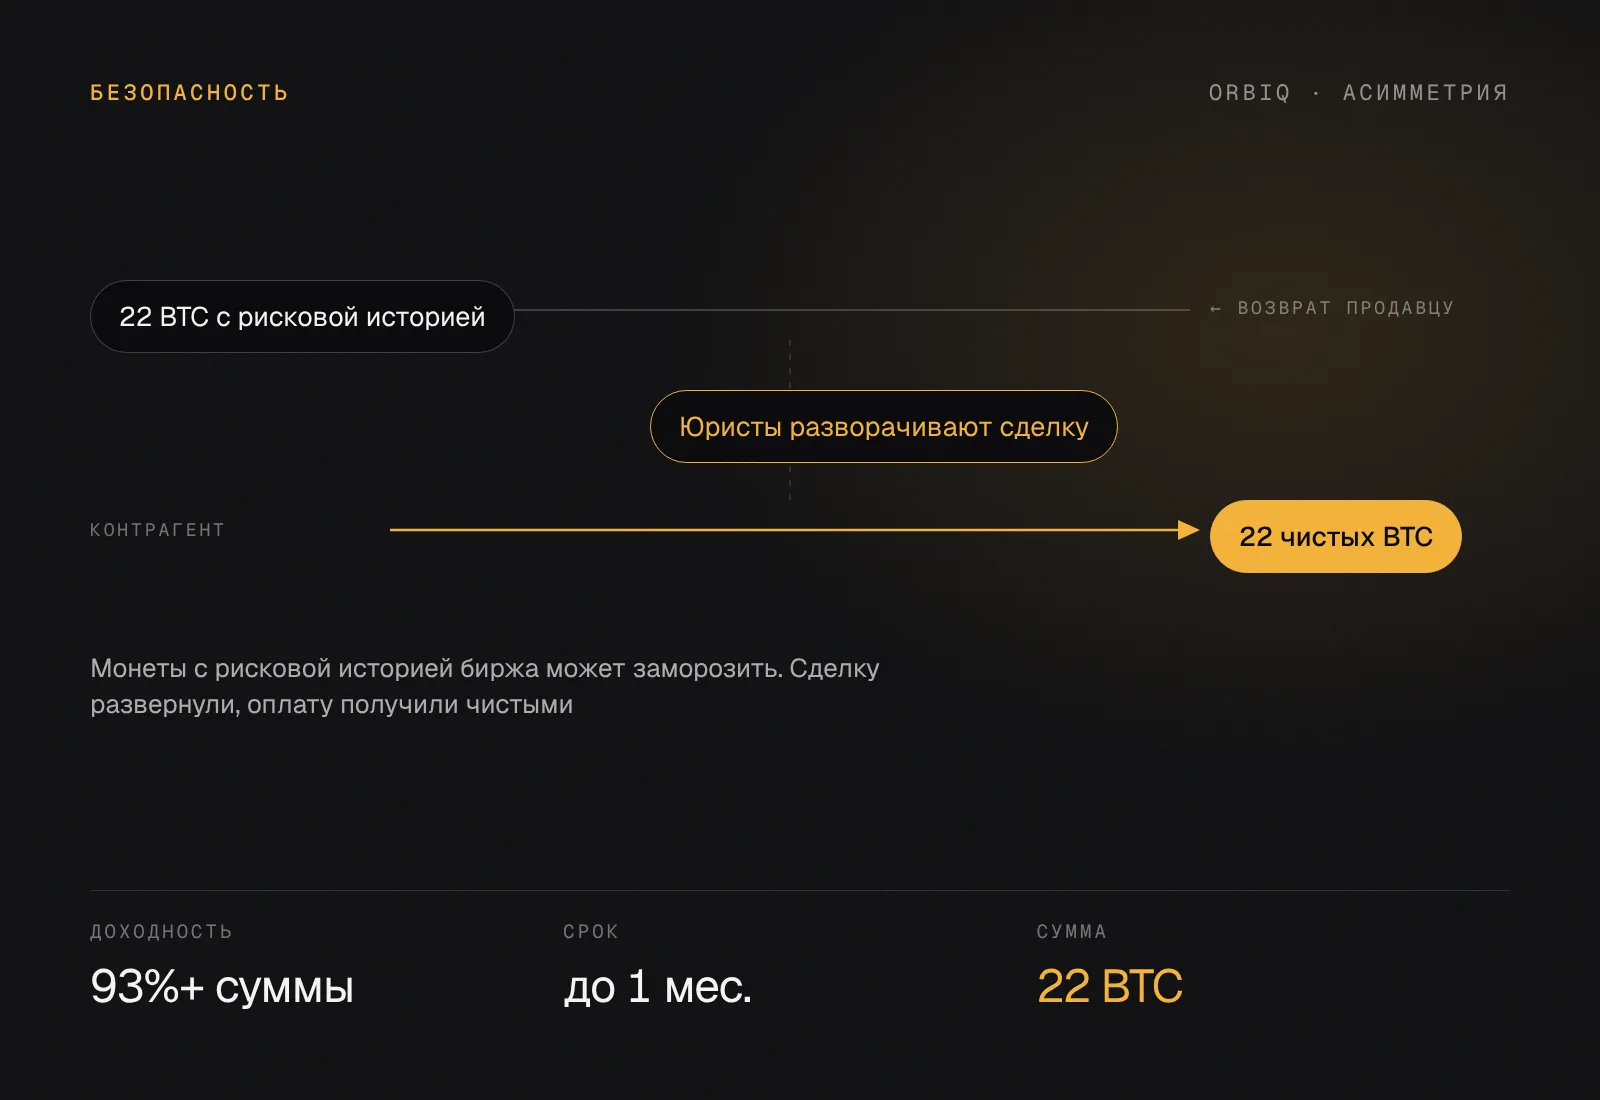 БЕЗОПАСНОСТЬ
ORBIQ · АСИММЕТРИЯ
22 BTC с рисковой историей
← ВОЗВРАТ ПРОДАВЦУ
Юристы разворачивают сделку
КОНТРАГЕНТ
22 чистых BTC
Монеты с рисковой историей биржа может заморозить. Сделку
развернули, оплату получили чистыми
ДОХОДНОСТЬ
93%+ суммы
СРОК
до 1 мес.
СУММА
22 BTC